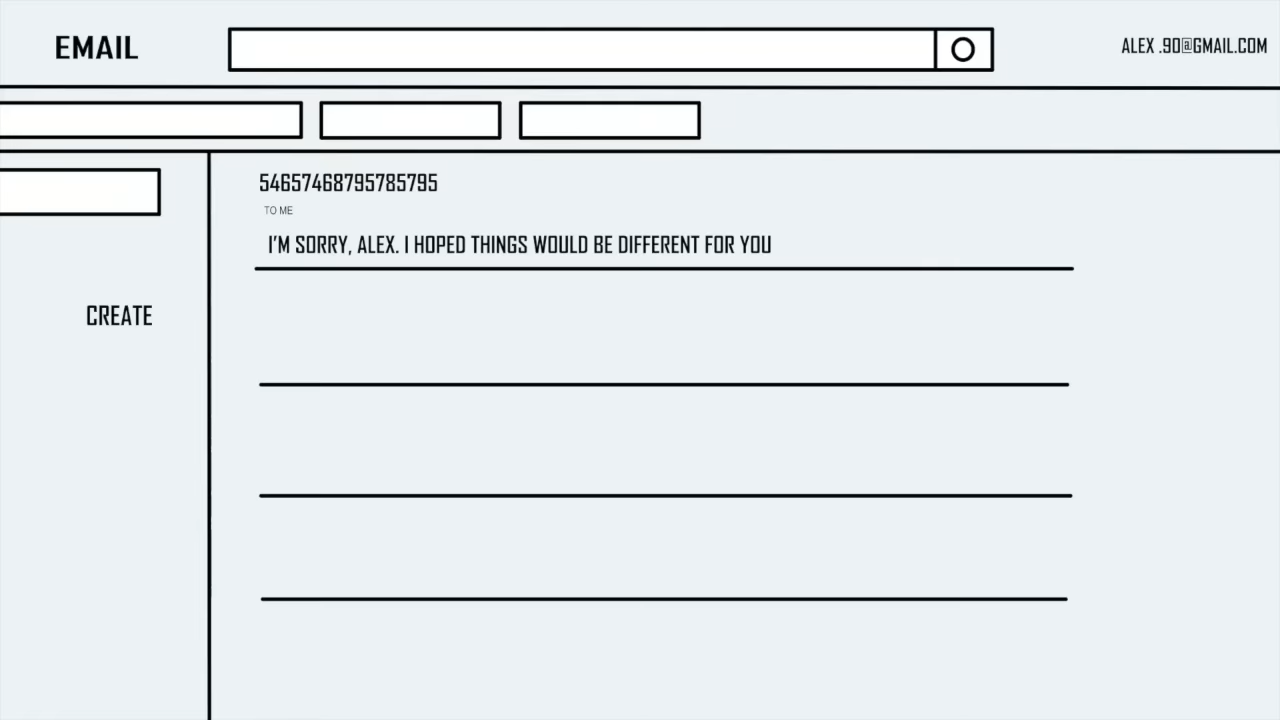 EMAIL
ALEX .90@GMAIL.COM
54657468795785795
TO ME
I'M SORRY, ALEX. I HOPED THINGS WOULD BE DIFFERENT FOR YOU
CREATE